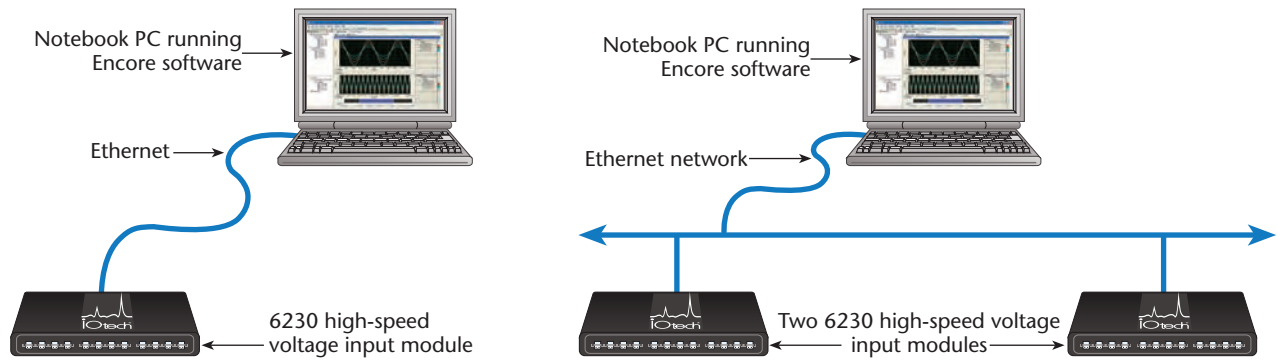 Notebook PC running
Encore software
Ethernet
6230 high-speed
voltage input module
IOtech
Notebook PC running
Encore software
Ethernet network
Two 6230 high-speed voltage
input modules
IOtech
IOtech